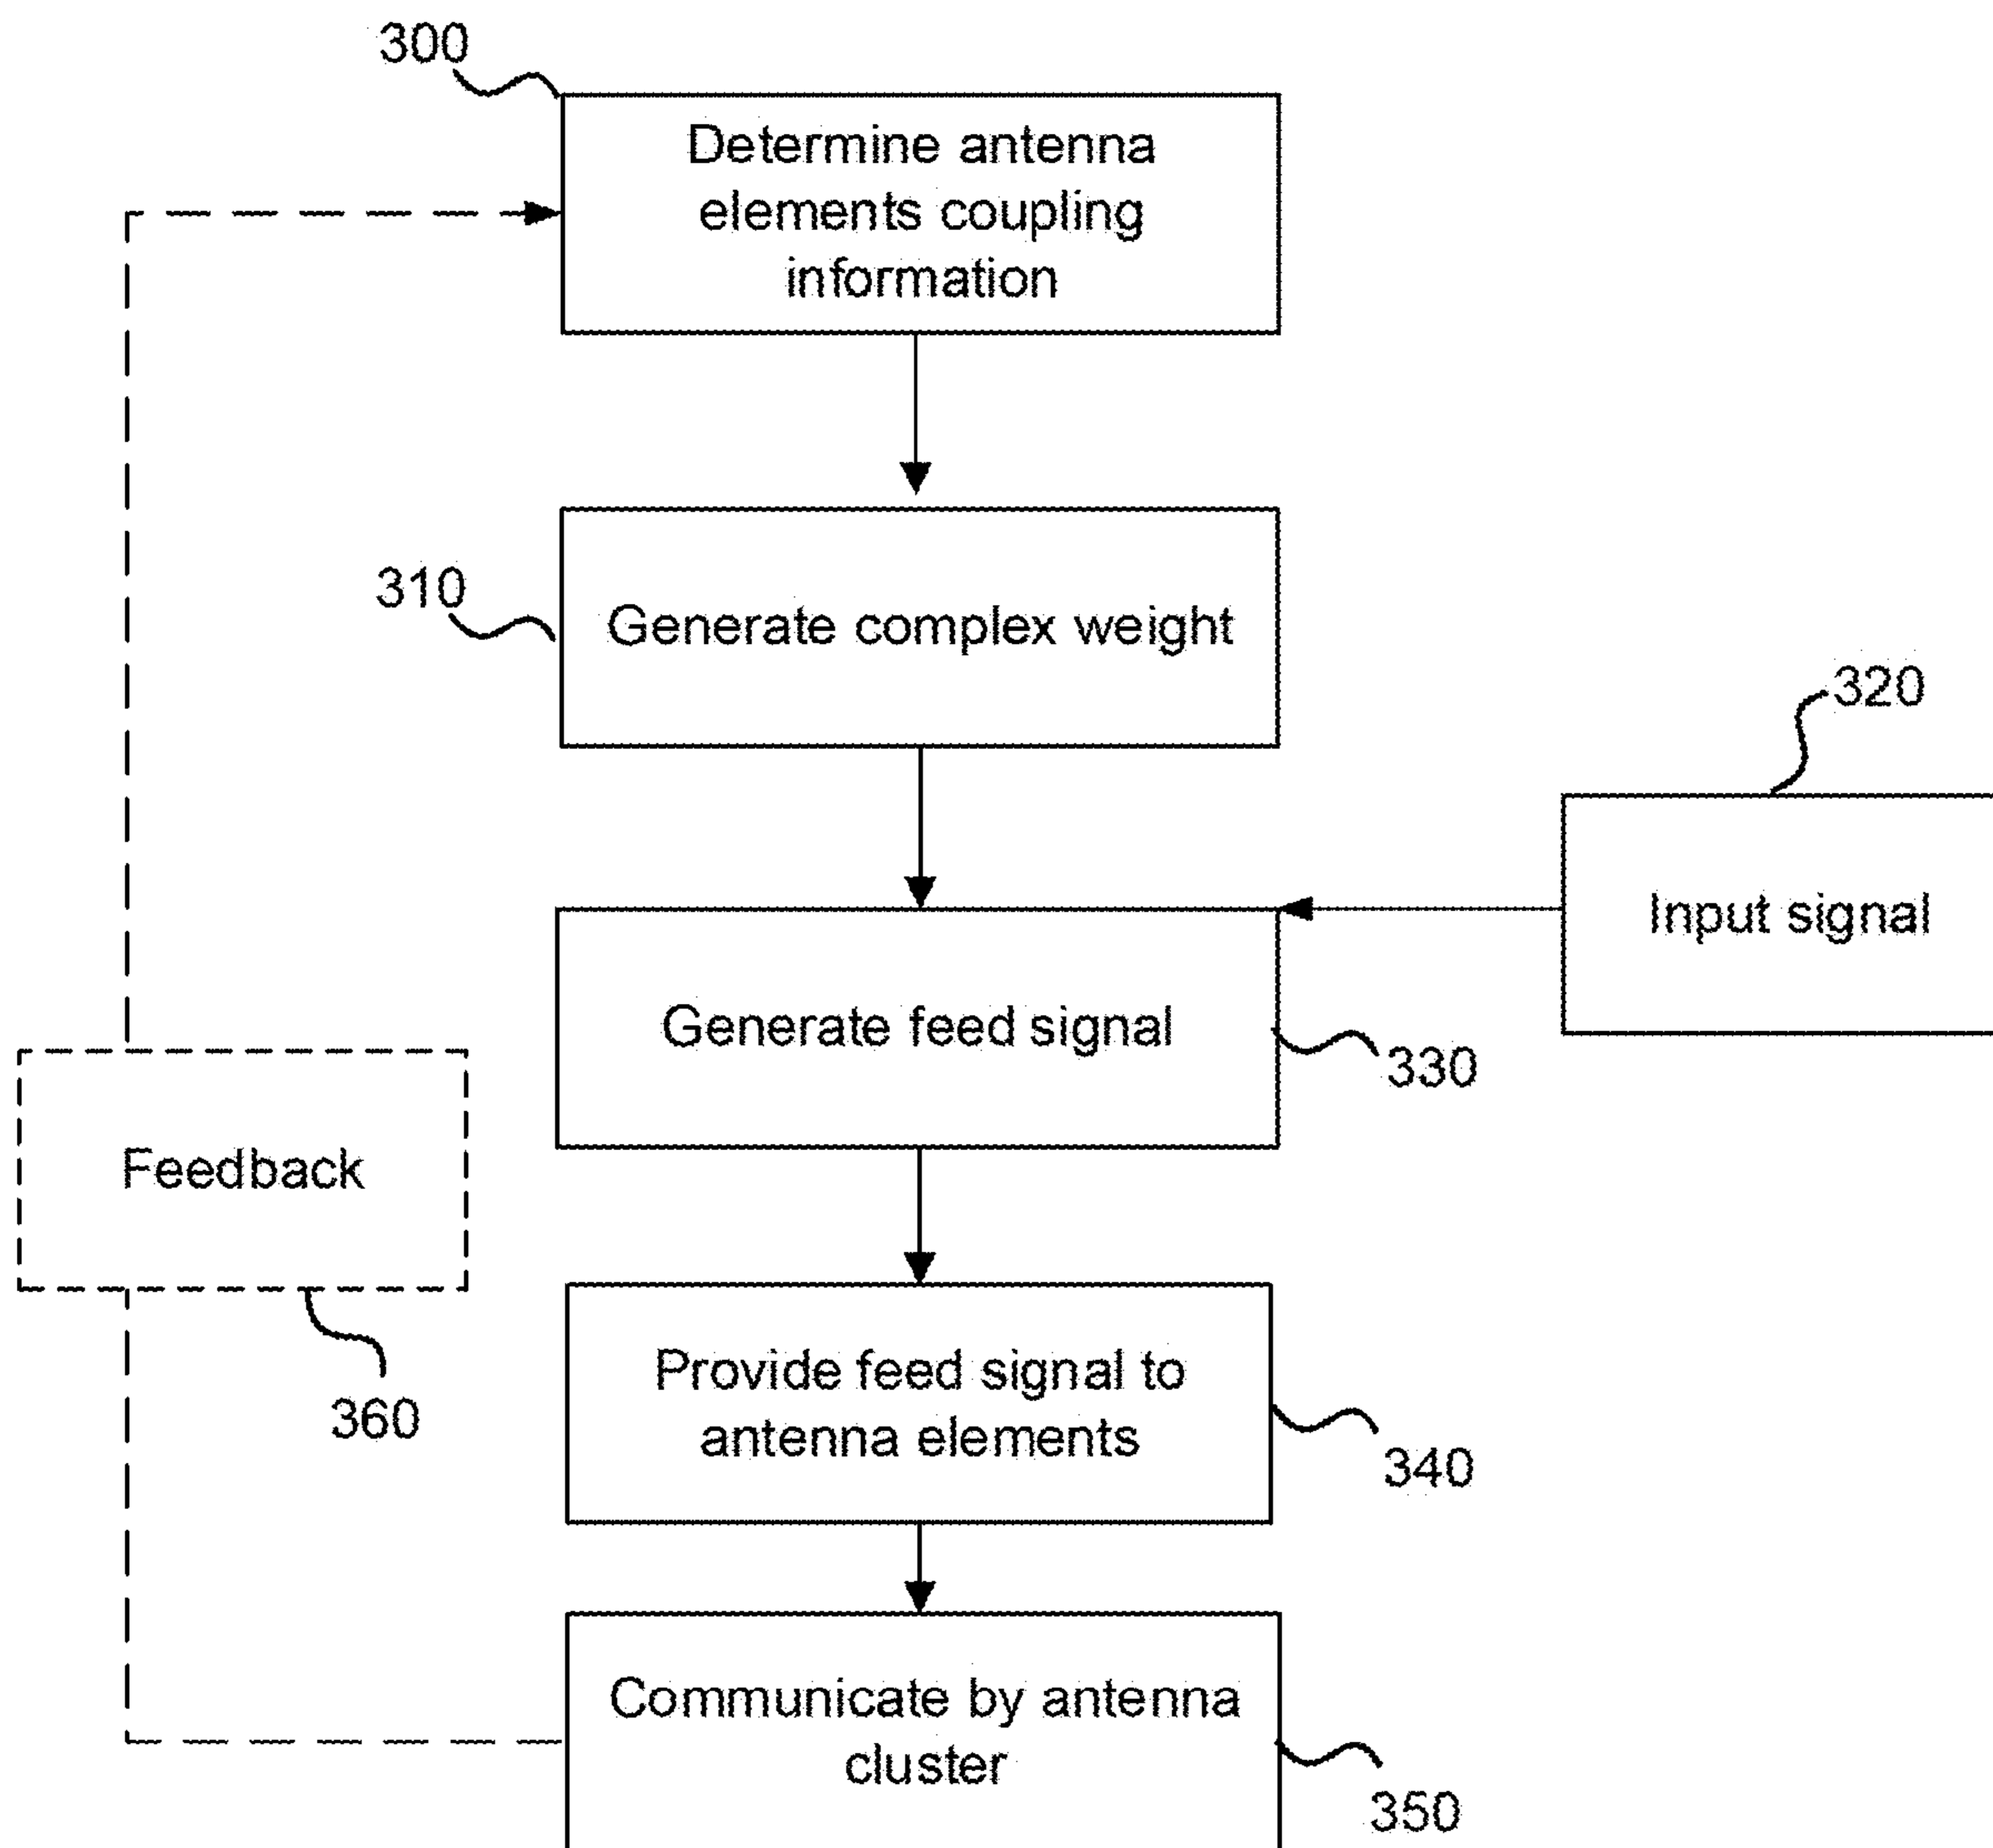 300
Determine antenna
elements coupling
information
310
Generate complex weight
320
Input signal
Generate feed signal
330
Feedback
360
Provide feed signal to
antenna elements
340
Communicate by antenna
cluster
350